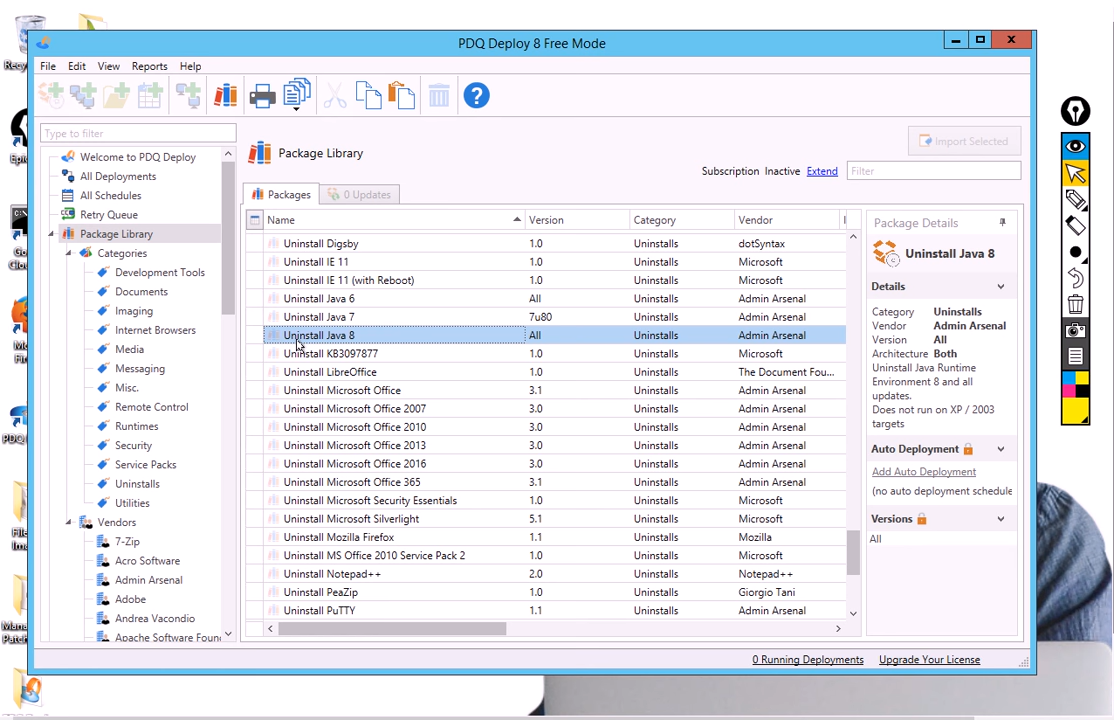 PDQ Deploy 8 Free Mode
File Edit View Reports Help
Type to filter
Welcome to PDQ Deploy
All Deployments
All Schedules
Retry Queue
Package Library
Categories
Development Tools
Documents
Imaging
Internet Browsers
Media
Messaging
Misc.
Remote Control
Runtimes
Security
Service Packs
Uninstalls
Utilities
Vendors
7-Zip
Acro Software
Admin Arsenal
Adobe
Andrea Vacondio
Apache Software Foun
Package Library
Import Selected
Subscription Inactive Extend Filter
Packages 0 Updates
Name Version Category Vendor
Uninstall Digsby 1.0 Uninstalls dotSyntax
Uninstall IE 11 1.0 Uninstalls Microsoft
Uninstall IE 11 (with Reboot) 1.0 Uninstalls Microsoft
Uninstall Java 6 All Uninstalls Admin Arsenal
Uninstall Java 7 7u80 Uninstalls Admin Arsenal
Uninstall Java 8 All Uninstalls Admin Arsenal
Uninstall KB3097877 1.0 Uninstalls Microsoft
Uninstall LibreOffice 1.0 Uninstalls The Document Fou...
Uninstall Microsoft Office 3.1 Uninstalls Admin Arsenal
Uninstall Microsoft Office 2007 3.0 Uninstalls Admin Arsenal
Uninstall Microsoft Office 2010 3.0 Uninstalls Admin Arsenal
Uninstall Microsoft Office 2013 3.0 Uninstalls Admin Arsenal
Uninstall Microsoft Office 2016 3.0 Uninstalls Admin Arsenal
Uninstall Microsoft Office 365 3.1 Uninstalls Admin Arsenal
Uninstall Microsoft Security Essentials 1.0 Uninstalls Microsoft
Uninstall Microsoft Silverlight 5.1 Uninstalls Microsoft
Uninstall Mozilla Firefox 1.1 Uninstalls Mozilla
Uninstall MS Office 2010 Service Pack 2 1.0 Uninstalls Microsoft
Uninstall Notepad++ 2.0 Uninstalls Notepad++
Uninstall PeaZip 1.0 Uninstalls Giorgio Tani
Uninstall PuTTY 1.1 Uninstalls Admin Arsenal
Package Details
Uninstall Java 8
Details
Category Uninstalls
Vendor Admin Arsenal
Version All
Architecture Both
Uninstall Java Runtime
Environment 8 and all
updates.
Does not run on XP / 2003
targets
Auto Deployment
Add Auto Deployment
(no auto deployment schedule
Versions
All
0 Running Deployments Upgrade Your License